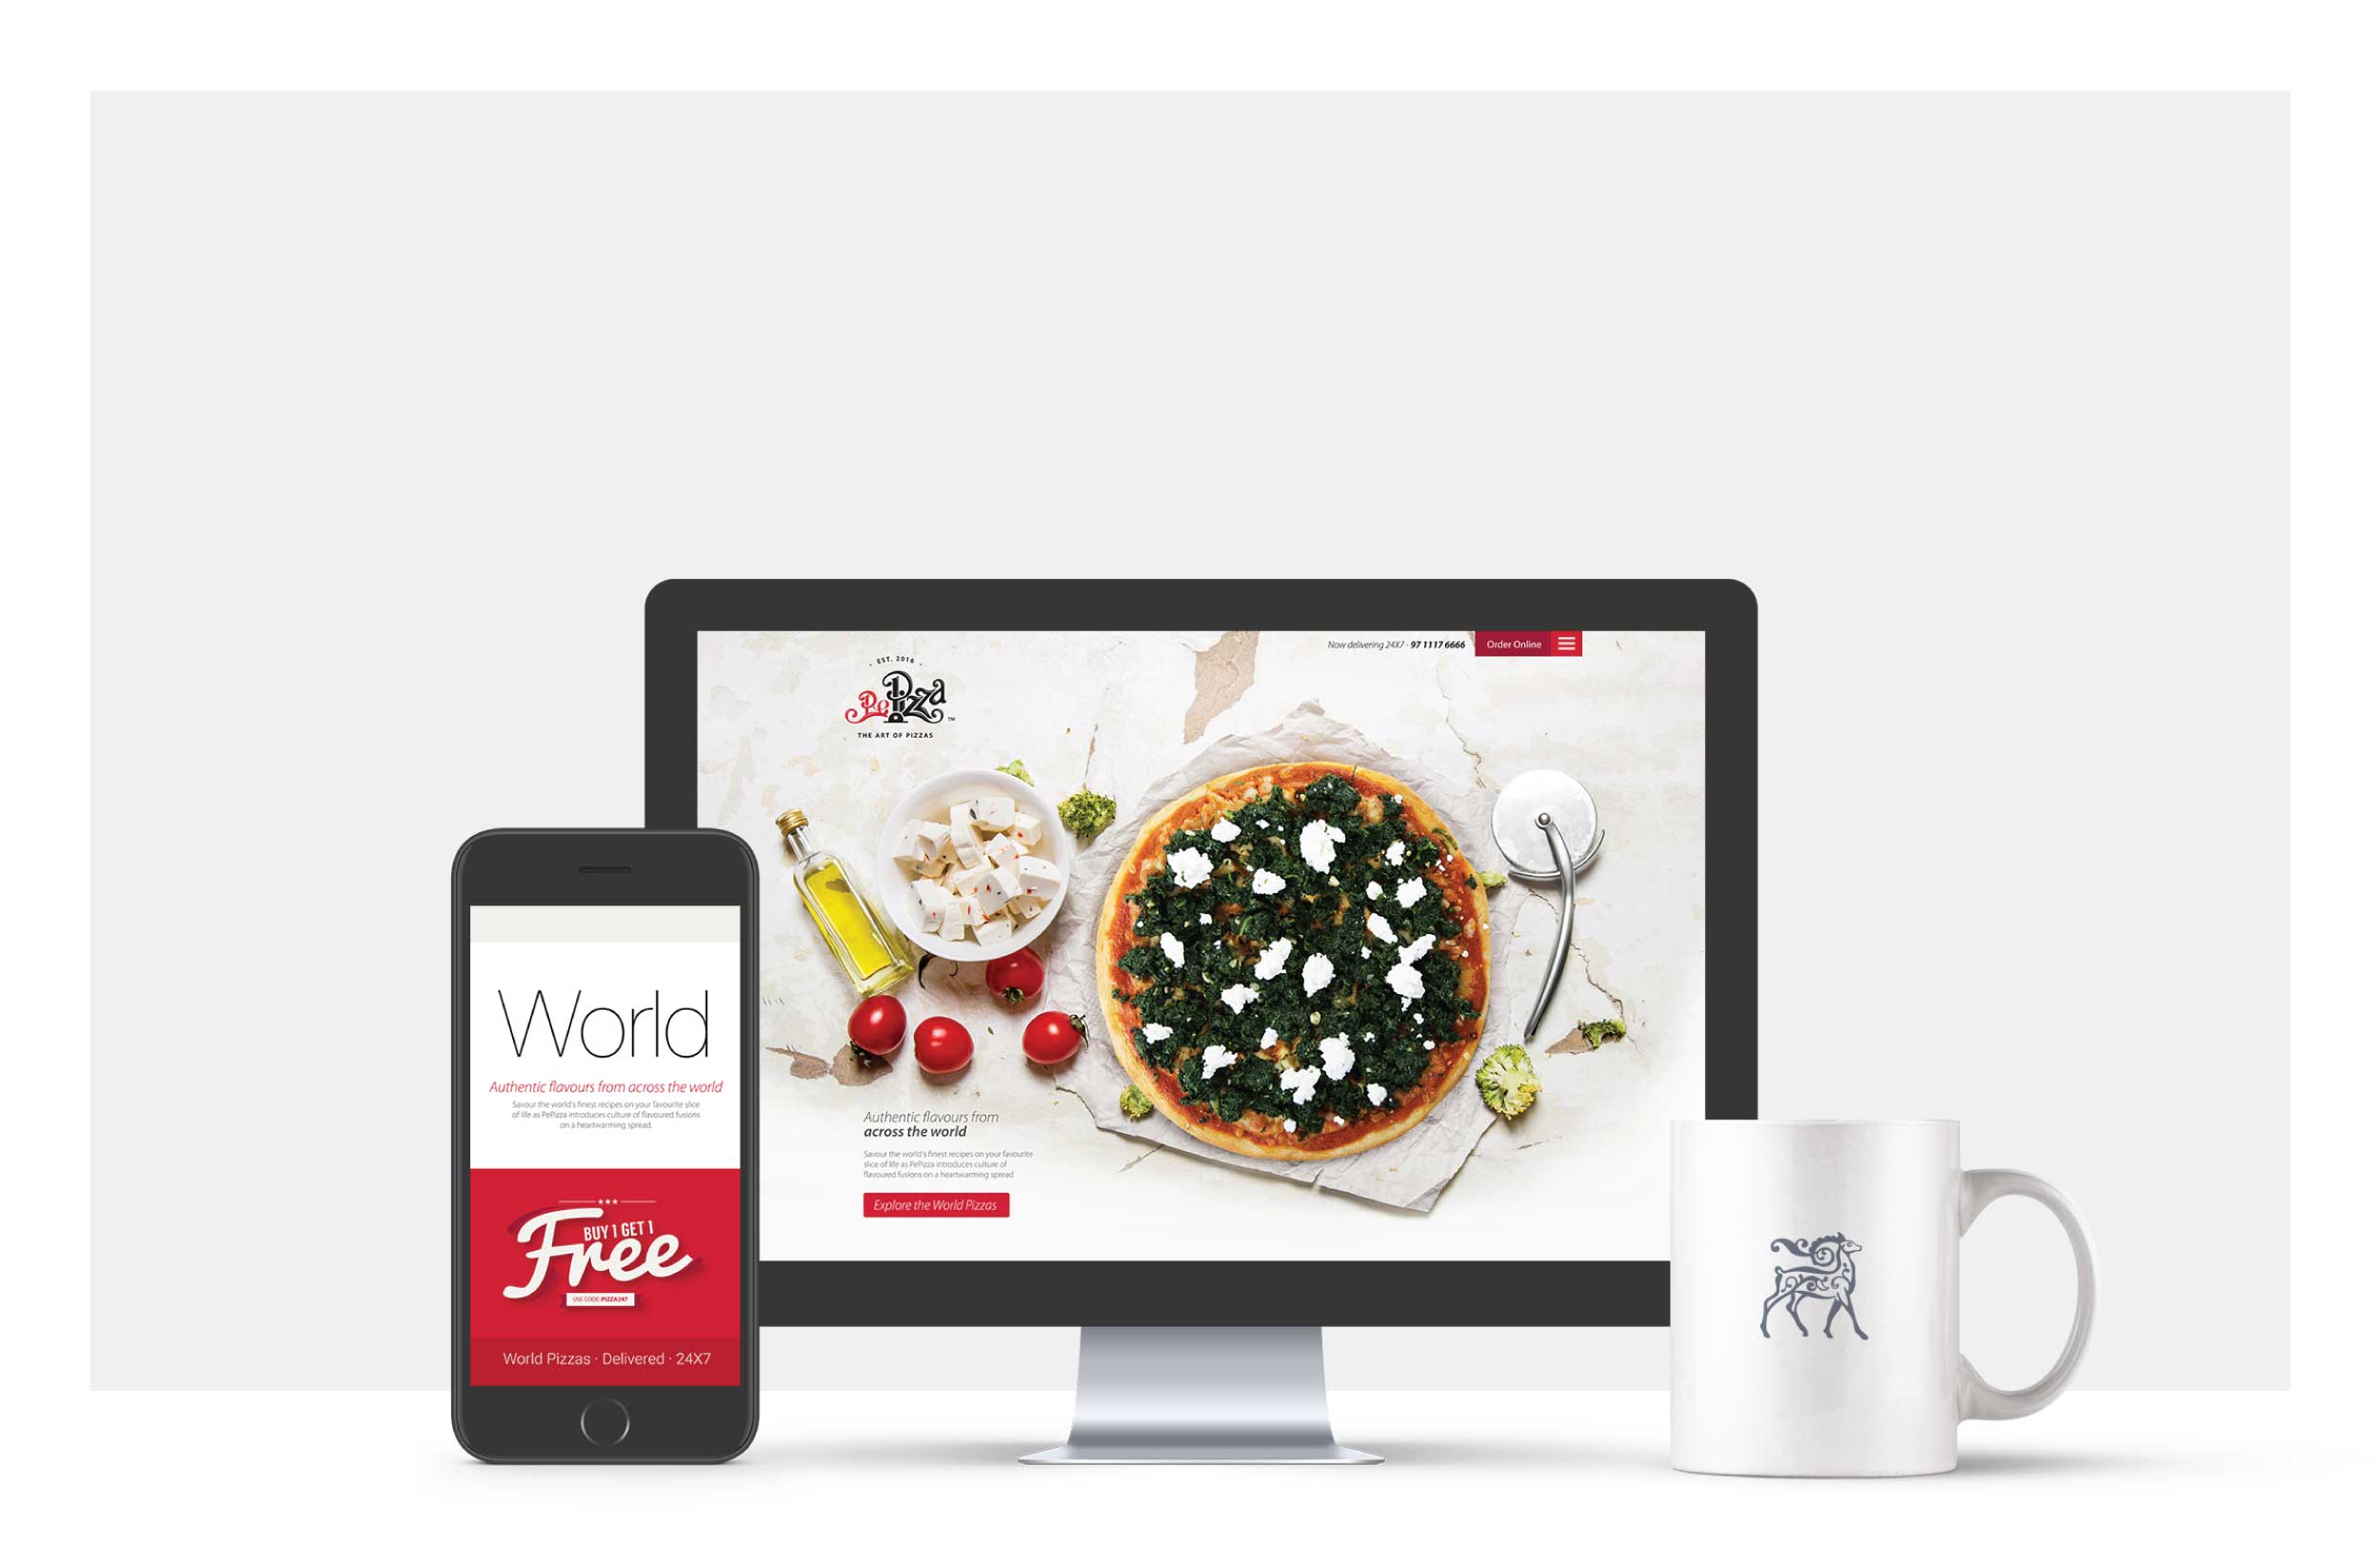 Now delivering 24X7 - 97 1117 6666
Order Online
EST. 2016
PePizza
TM
THE ART OF PIZZAS
Authentic flavours from
across the world
Savour the world's finest recipes on your favourite
slice of life as PePizza introduces culture of
flavoured fusions on a heartwarming spread
Explore the World Pizzas
World
Authentic flavours from across the world
Savour the world's finest recipes on your favourite slice
of life as PePizza introduces culture of flavoured fusions
on a heartwarming spread.
BUY 1 GET 1
Free
USE CODE: PIZZA247
World Pizzas · Delivered · 24X7